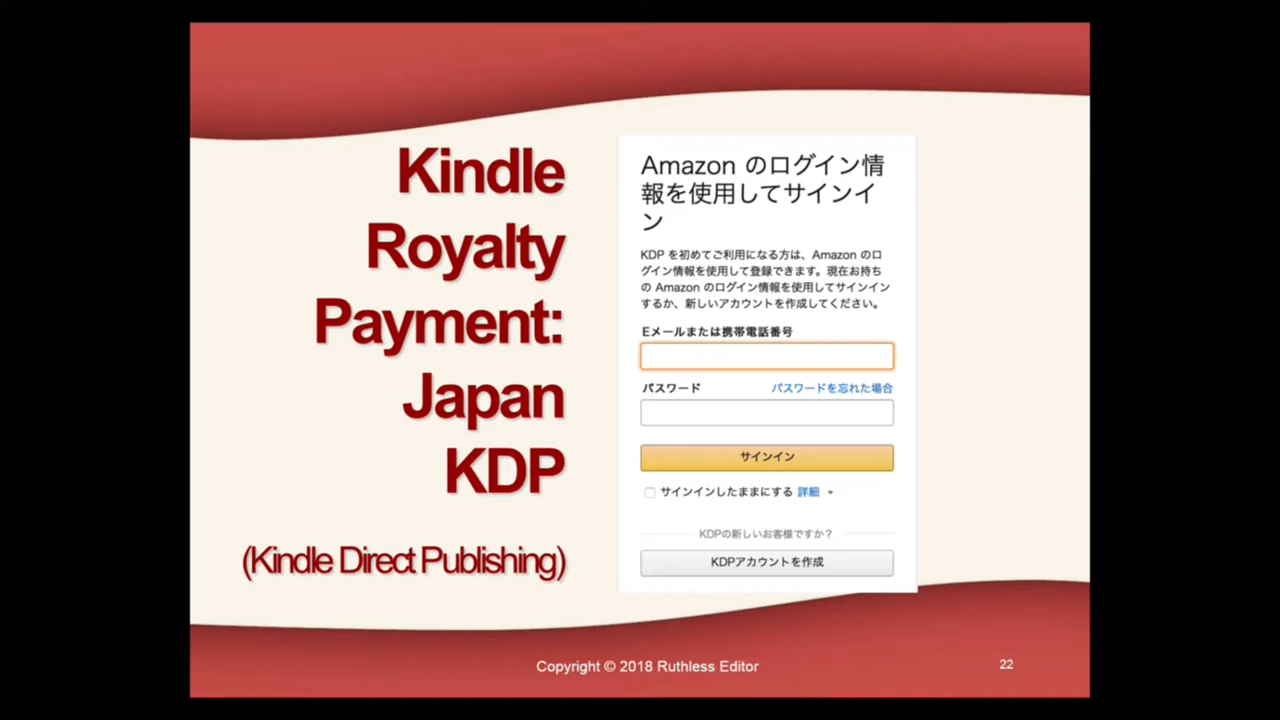 Kindle
Royalty
Payment:
Japan
KDP
(Kindle Direct Publishing)
Amazon のログイン情
報を使用してサインイ
ン
KDP を初めてご利用になる方は、Amazon のロ
グイン情報を使用して登録できます。現在お持ち
の Amazon のログイン情報を使用してサインイン
するか、新しいアカウントを作成してください。
Eメールまたは携帯電話番号
パスワード パスワードを忘れた場合
サインイン
サインインしたままにする 詳細
KDPの新しいお客様ですか？
KDPアカウントを作成
Copyright © 2018 Ruthless Editor
22